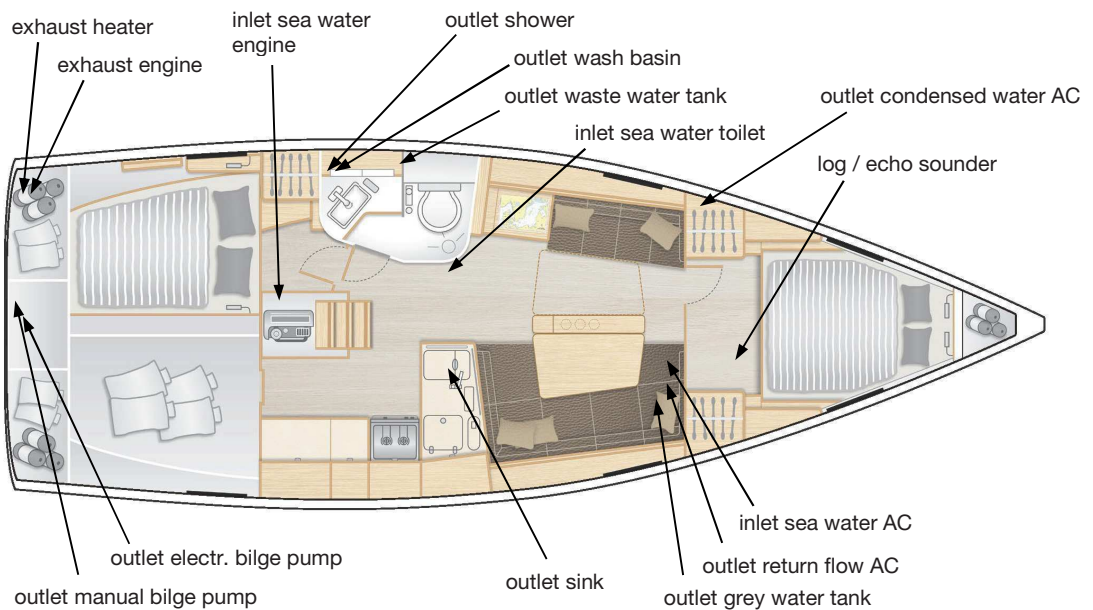 exhaust heater
exhaust engine
inlet sea water
engine
outlet shower
outlet wash basin
outlet waste water tank
inlet sea water toilet
outlet condensed water AC
log / echo sounder
inlet sea water AC
outlet return flow AC
outlet grey water tank
outlet sink
outlet electr. bilge pump
outlet manual bilge pump